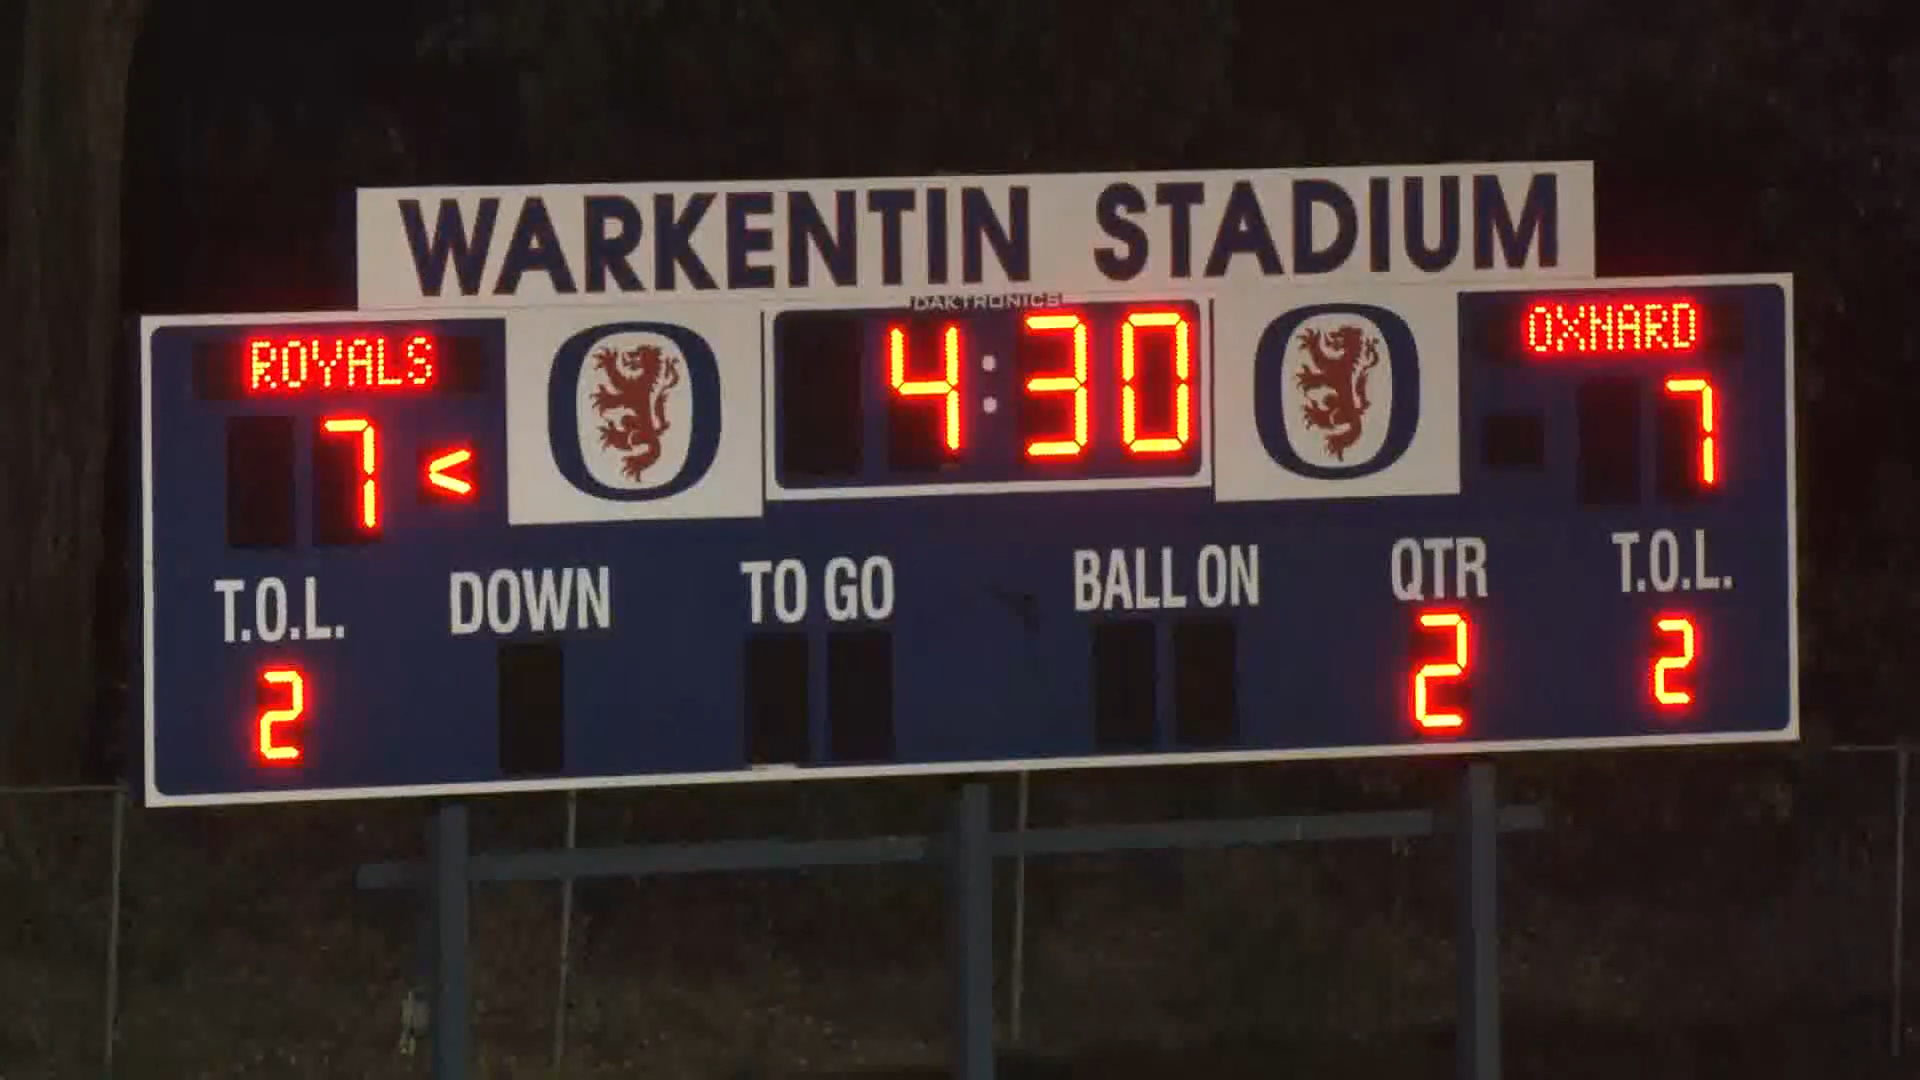 WARKENTIN STADIUM
DAKTRONICS
ROYALS 4:30 OXNARD
7 < 7
T.O.L. DOWN TO GO BALL ON QTR T.O.L.
2 2 2